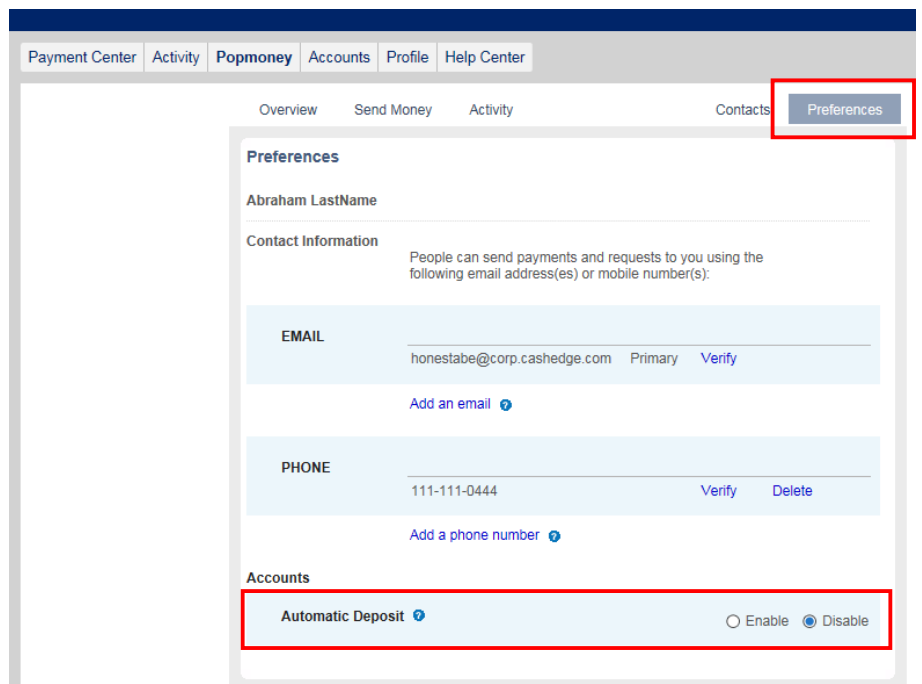 Payment Center Activity Popmoney Accounts Profile Help Center
Overview Send Money Activity Contacts Preferences
Preferences
Abraham LastName
Contact Information
People can send payments and requests to you using the
following email address(es) or mobile number(s):
EMAIL
honestabe@corp.cashedge.com Primary Verify
Add an email ?
PHONE
111-111-0444 Verify Delete
Add a phone number ?
Accounts
Automatic Deposit ? Enable Disable